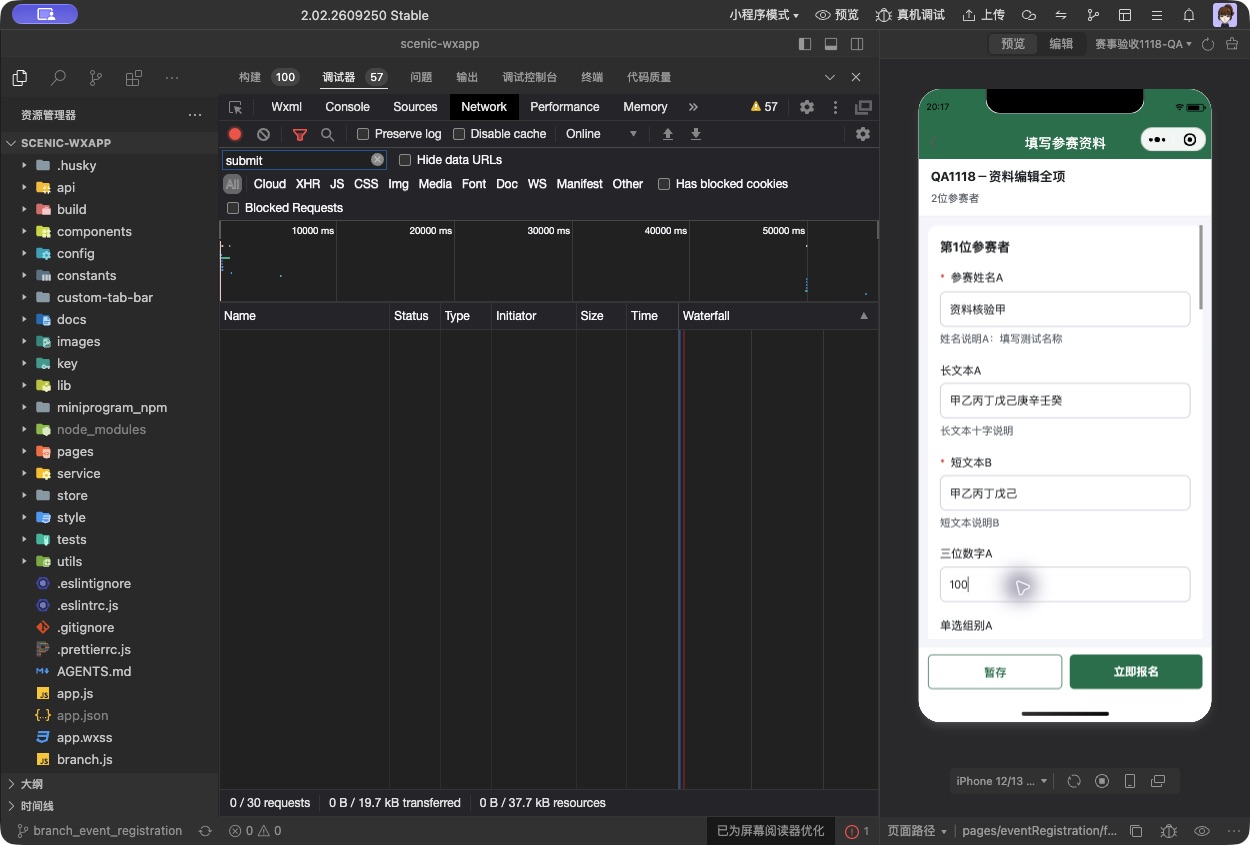 2.02.2609250 Stable
小程序模式
预览
真机调试
上传
scenic-wxapp
预览
编辑
赛事验收1118-QA
构建 100
调试器 57
问题
输出
调试控制台
终端
代码质量
资源管理器
SCENIC-WXAPP
.husky
api
build
components
config
constants
custom-tab-bar
docs
images
key
lib
miniprogram_npm
node_modules
pages
service
store
style
tests
utils
.eslintignore
.eslintrc.js
.gitignore
.prettierrc.js
AGENTS.md
app.js
app.json
app.wxss
branch.js
大纲
时间线
Wxml
Console
Sources
Network
Performance
Memory
57
Preserve log
Disable cache
Online
submit
Hide data URLs
All
Cloud
XHR
JS
CSS
Img
Media
Font
Doc
WS
Manifest
Other
Has blocked cookies
Blocked Requests
10000 ms
20000 ms
30000 ms
40000 ms
50000 ms
Name
Status
Type
Initiator
Size
Time
Waterfall
0 / 30 requests
0 B / 19.7 kB transferred
0 B / 37.7 kB resources
20:17
填写参赛资料
QA1118－资料编辑全项
2位参赛者
第1位参赛者
* 参赛姓名A
资料核验甲
姓名说明A：填写测试名称
长文本A
甲乙丙丁戊己庚辛壬癸
长文本十字说明
* 短文本B
甲乙丙丁戊己
短文本说明B
三位数字A
100
单选组别A
暂存
立即报名
iPhone 12/13 ...
branch_event_registration
0
0
已为屏幕阅读器优化
1
页面路径
pages/eventRegistration/f...